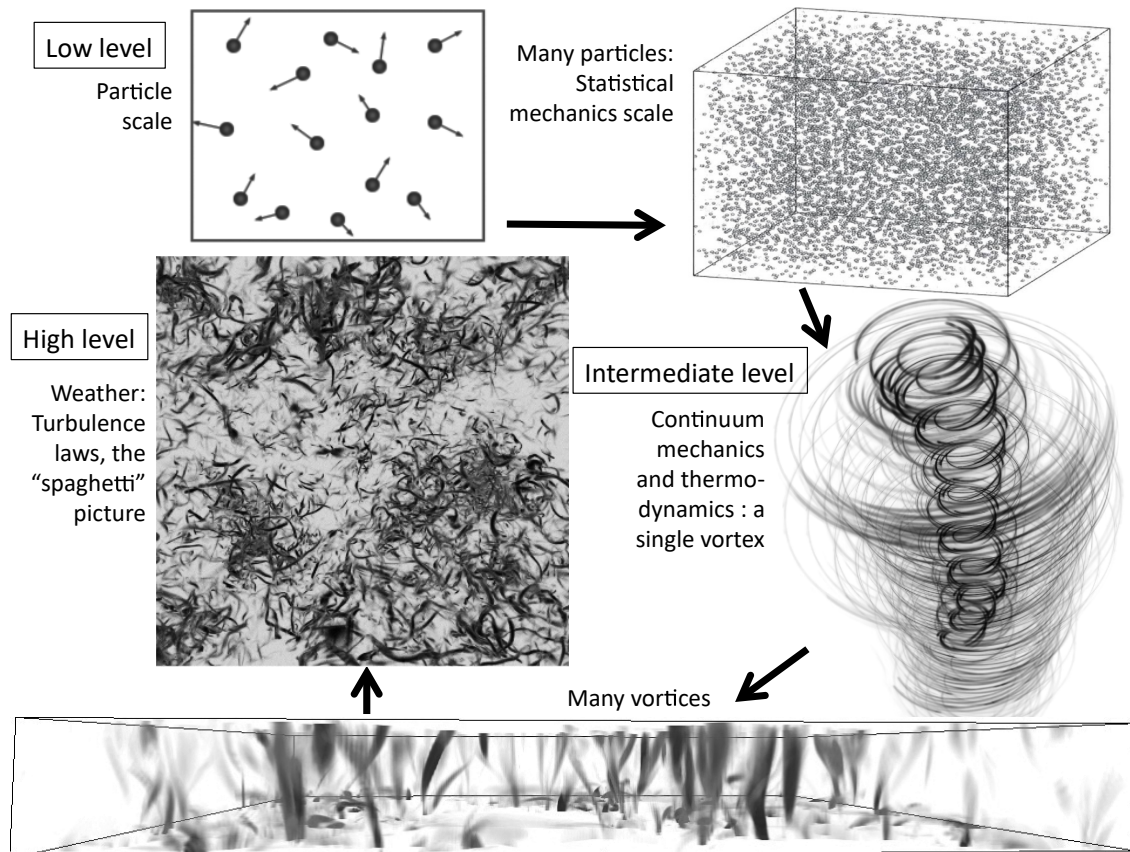 Low level
Particle
scale
Many particles:
Statistical
mechanics scale
High level
Weather:
Turbulence
laws, the
“spaghetti”
picture
Intermediate level
Continuum
mechanics
and thermo-
dynamics : a
single vortex
Many vortices